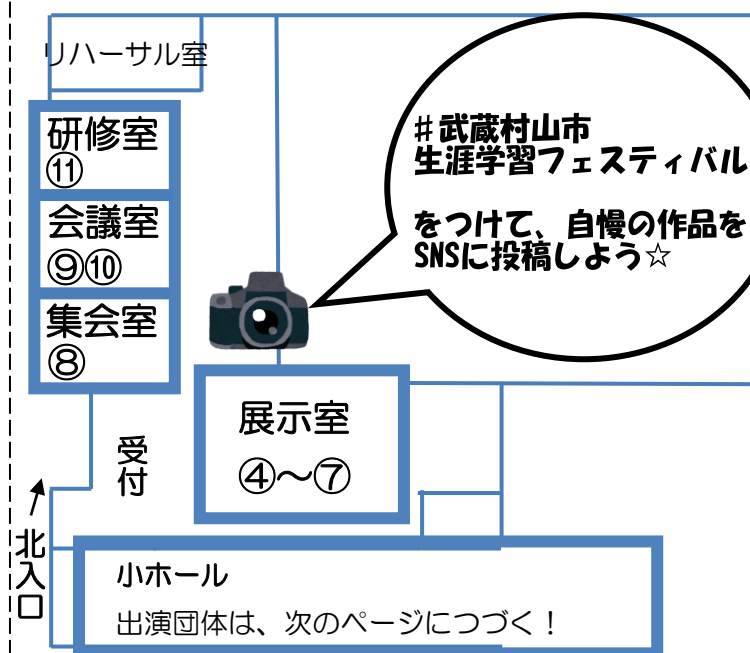 リハーサル室
研修室
⑪
会議室
⑨⑩
集会室
⑧
#武蔵村山市
生涯学習フェスティバル
をつけて、自慢の作品を
SNSに投稿しよう☆
展示室
④～⑦
受付
北入口
小ホール
出演団体は、次のページにつづく！